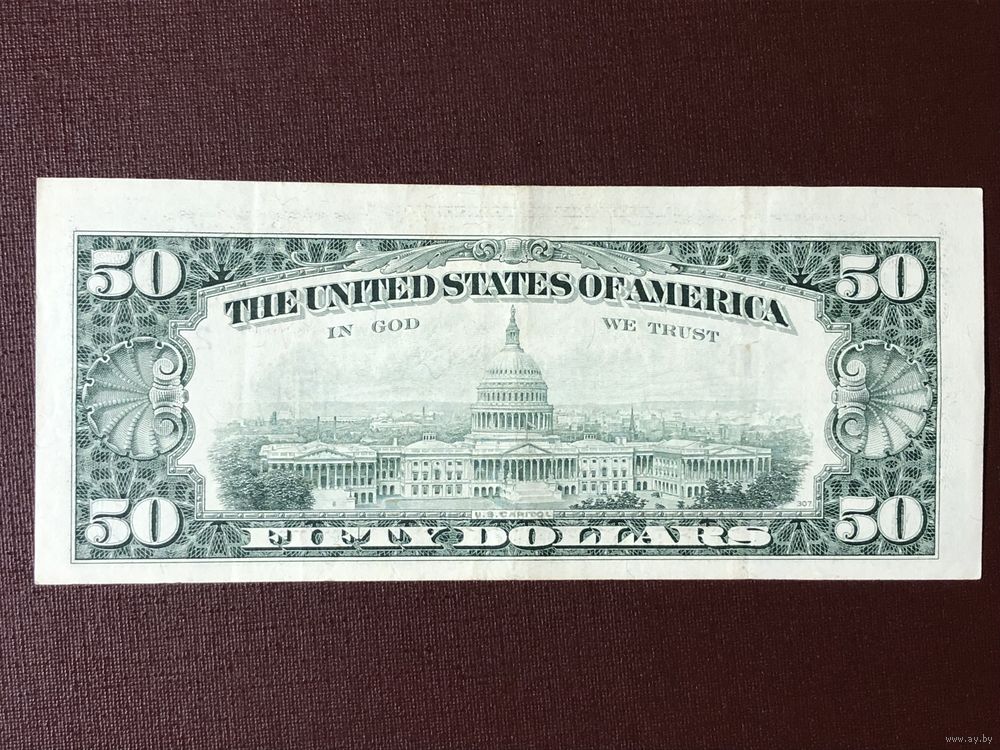 50 50
THE UNITED STATES OF AMERICA
IN GOD WE TRUST
307
U.S. CAPITOL
50 50
FIFTY DOLLARS
www.ay.by